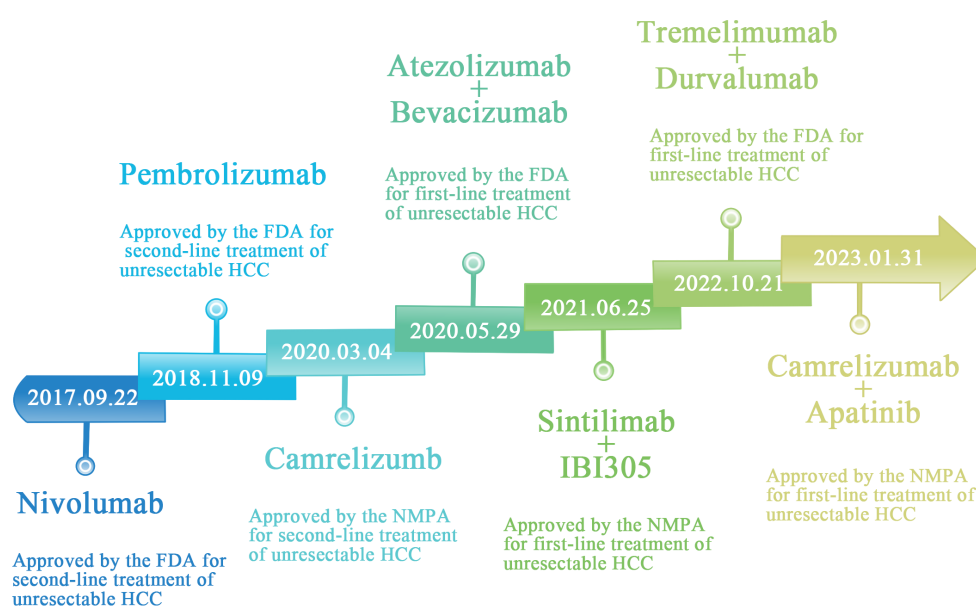 2017.09.22
Nivolumab
Approved by the FDA for
second-line treatment of
unresectable HCC
2018.11.09
Pembrolizumab
Approved by the FDA for
second-line treatment of
unresectable HCC
2020.03.04
Camrelizumb
Approved by the NMPA
for second-line treatment
of unresectable HCC
2020.05.29
Atezolizumab
+
Bevacizumab
Approved by the FDA
for first-line treatment
of unresectable HCC
2021.06.25
Sintilimab
+
IBI305
Approved by the NMPA
for first-line treatment of
unresectable HCC
2022.10.21
Tremelimumab
+
Durvalumab
Approved by the FDA for
first-line treatment of
unresectable HCC
2023.01.31
Camrelizumab
+
Apatinib
Approved by the NMPA
for first-line treatment of
unresectable HCC